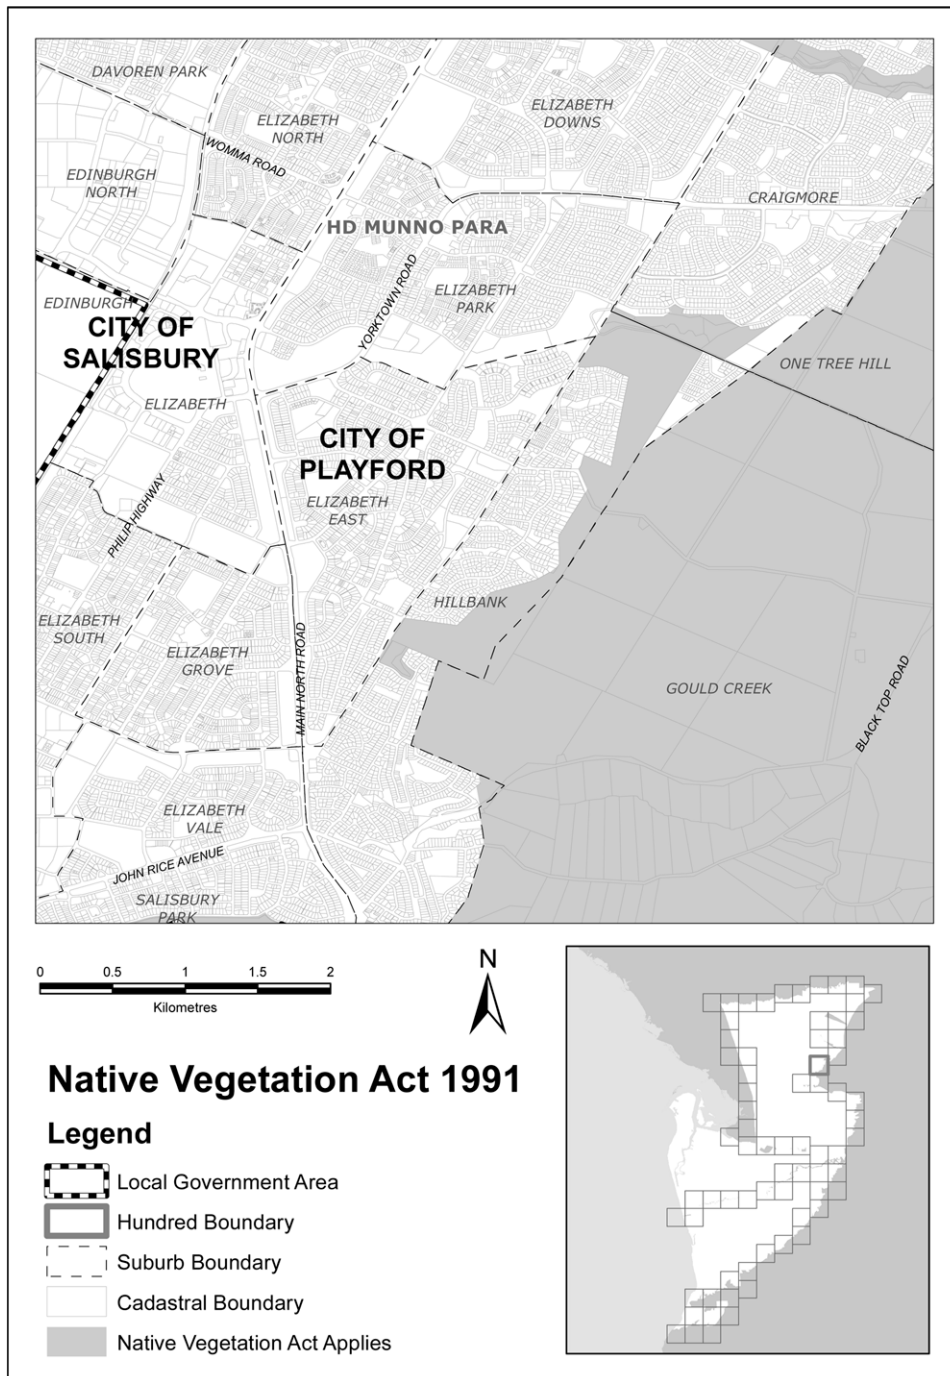 DAVOREN PARK
ELIZABETH
NORTH
ELIZABETH
DOWNS
WOMMA ROAD
EDINBURGH
NORTH
CRAIGMORE
HD MUNNO PARA
YORKTOWN ROAD
ELIZABETH
PARK
EDINBURGH
CITY OF
SALISBURY
ONE TREE HILL
ELIZABETH
CITY OF
PLAYFORD
ELIZABETH
EAST
PHILIP HIGHWAY
HILLBANK
ELIZABETH
SOUTH
ELIZABETH
GROVE
MAIN NORTH ROAD
GOULD CREEK
BLACK TOP ROAD
ELIZABETH
VALE
JOHN RICE AVENUE
SALISBURY
PARK
0 0.5 1 1.5 2
Kilometres
N
Native Vegetation Act 1991
Legend
Local Government Area
Hundred Boundary
Suburb Boundary
Cadastral Boundary
Native Vegetation Act Applies